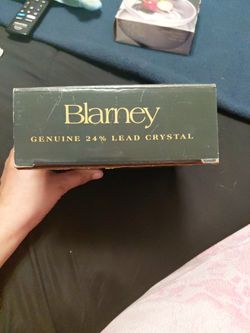 Blarney
GENUINE 24% LEAD CRYSTAL